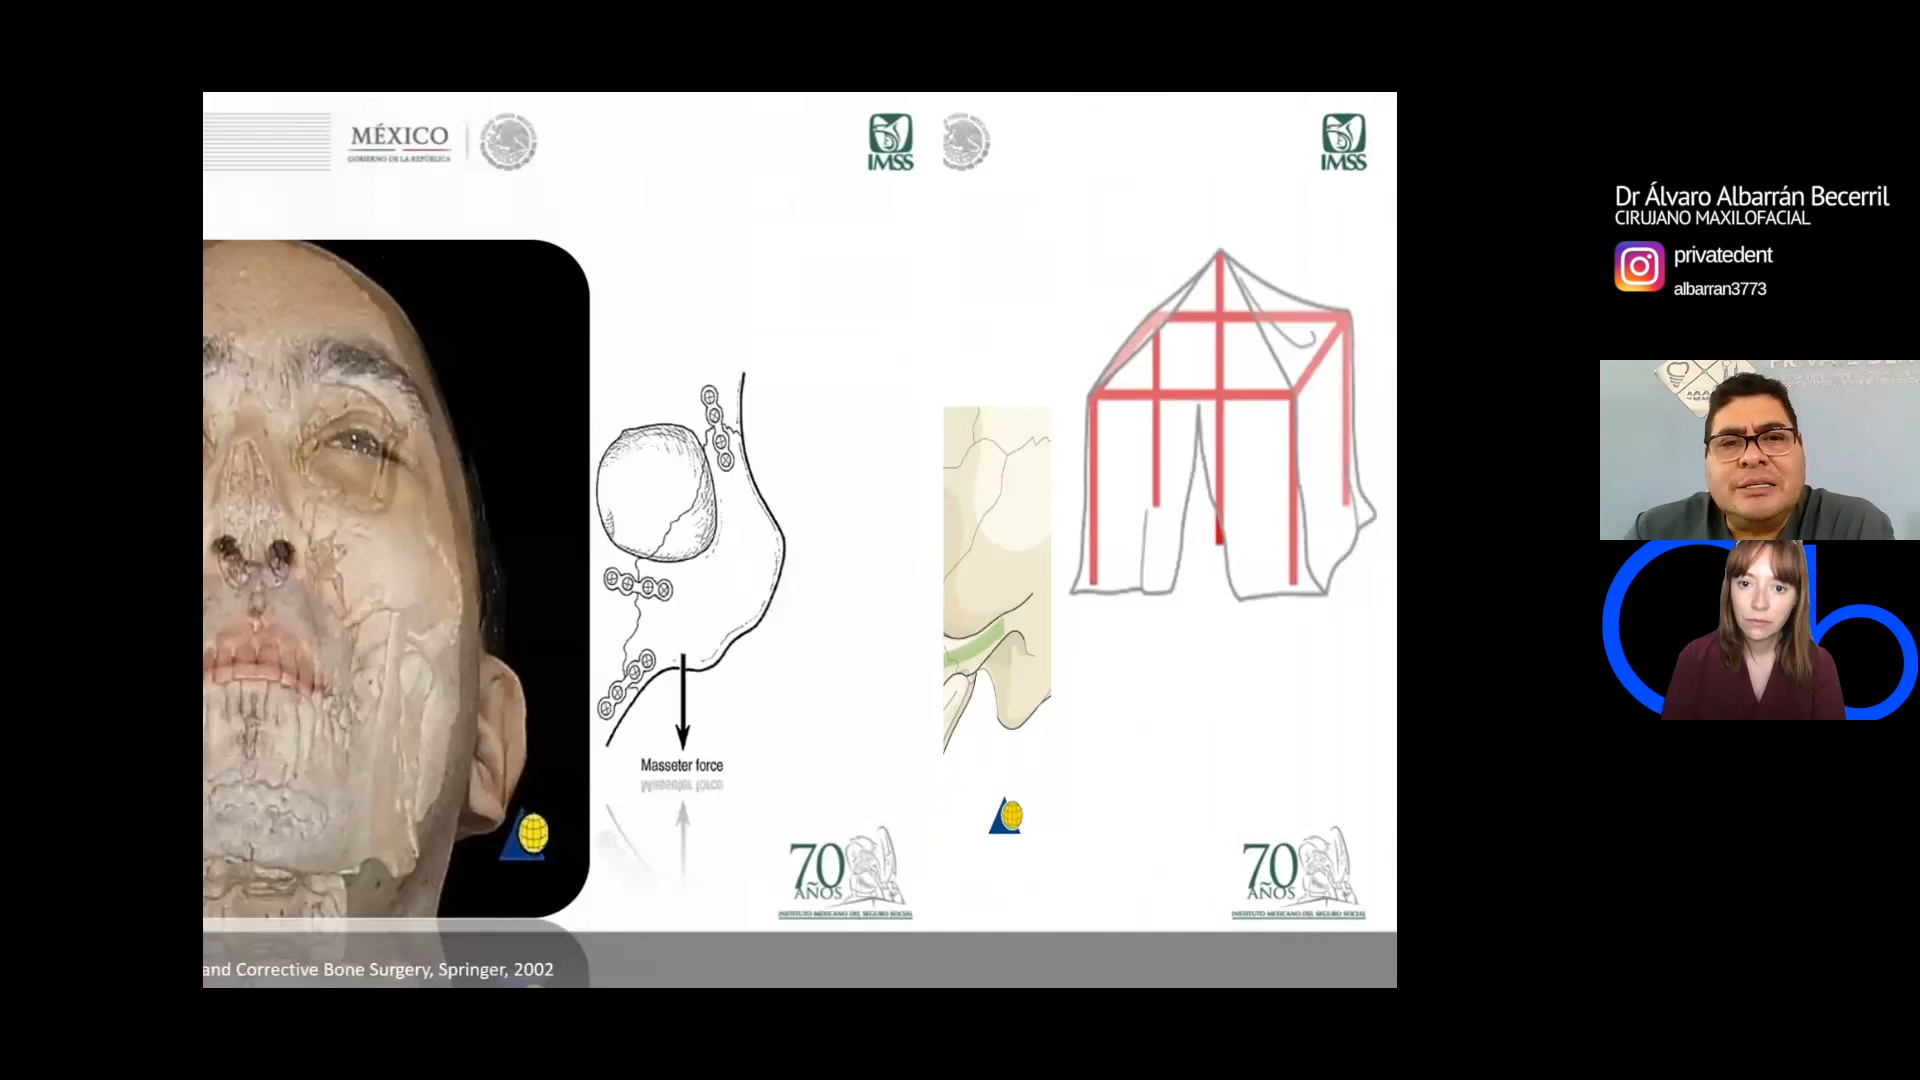 MÉXICO
GOBIERNO DE LA REPÚBLICA
IMSS
IMSS
Masseter force
70
AÑOS
INSTITUTO MEXICANO DEL SEGURO SOCIAL
70
AÑOS
INSTITUTO MEXICANO DEL SEGURO SOCIAL
and Corrective Bone Surgery, Springer, 2002
Dr Álvaro Albarrán Becerril
CIRUJANO MAXILOFACIAL
privatedent
albarran3773